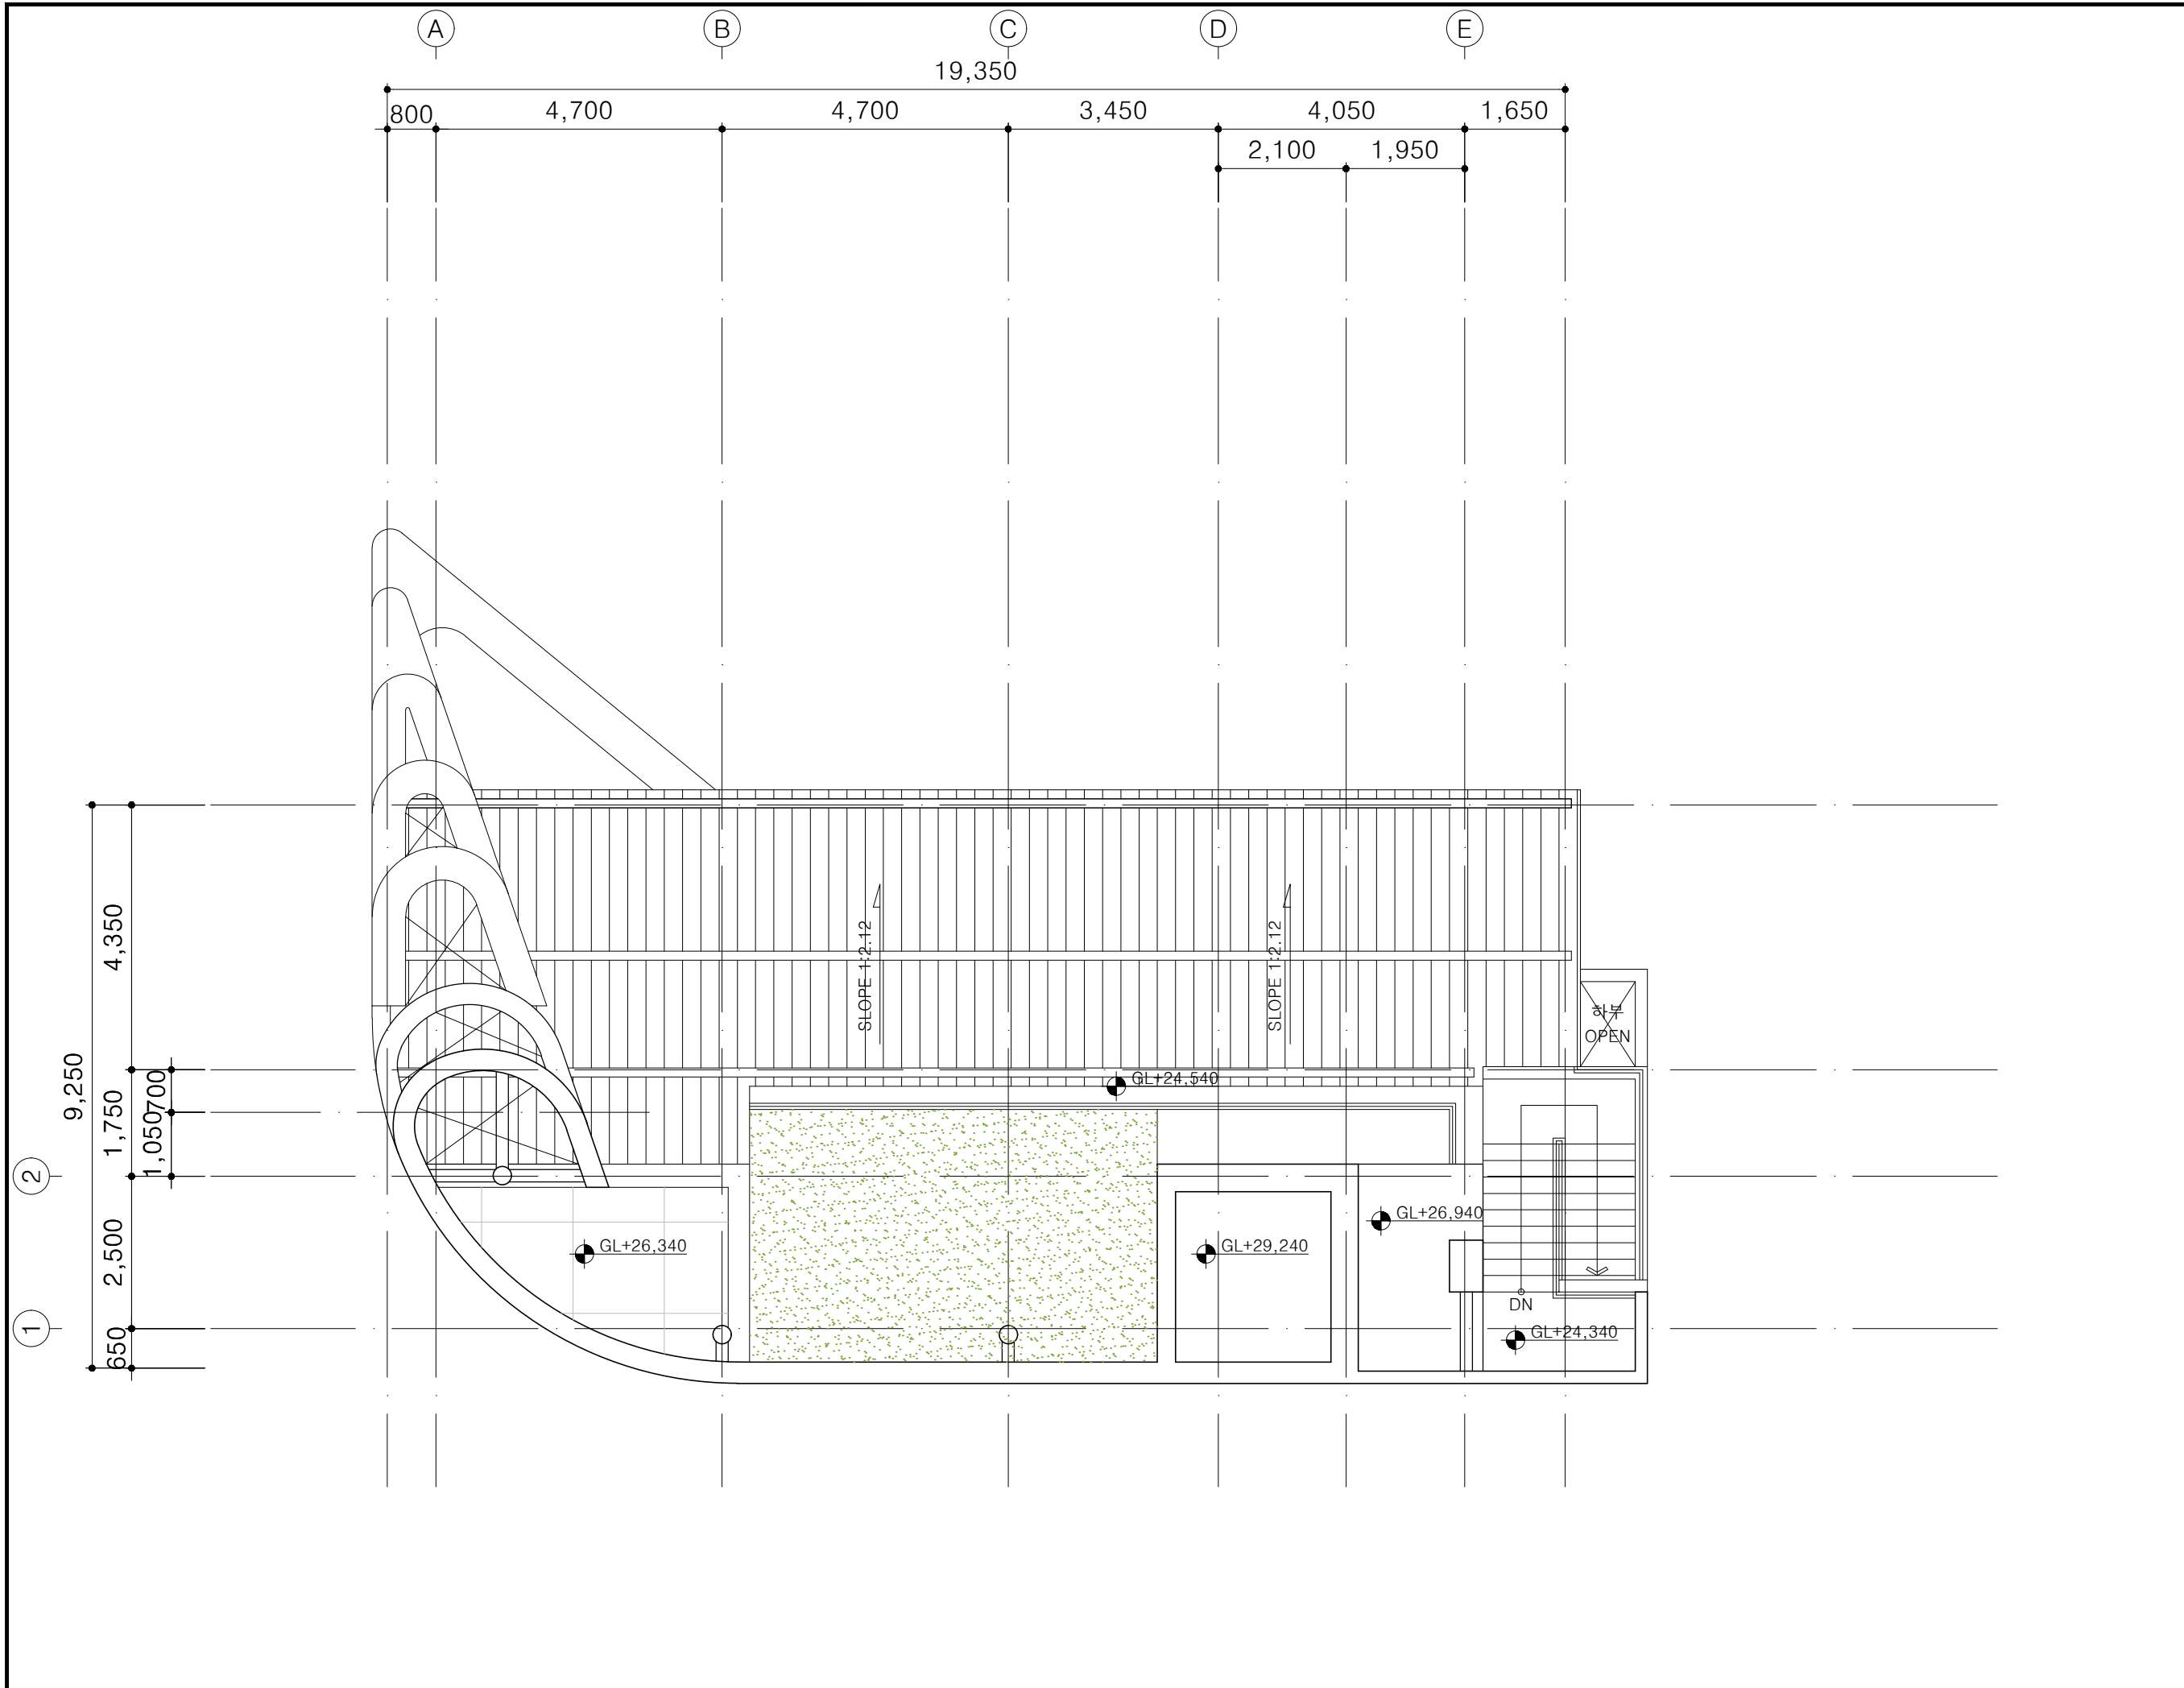 A B C D E
19,350
800 4,700 4,700 3,450 4,050 1,650
2,100 1,950
4,350
SLOPE 1:2.12
SLOPE 1:2.12
하부
OPEN
9,250
1,750
700
1,050
GL+24,540
2
GL+26,940
2,500
GL+26,340
GL+29,240
DN
1
650
GL+24,340